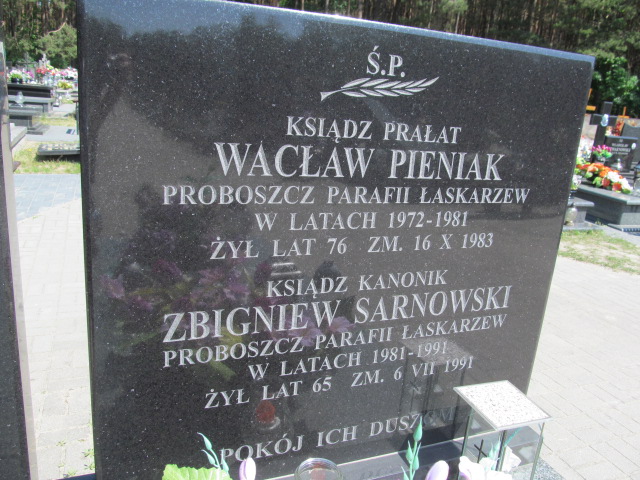 Ś.P.
KSIĄDZ PRAŁAT
WACŁAW PIENIAK
PROBOSZCZ PARAFII ŁASKARZEW
W LATACH 1972-1981
ŻYŁ LAT 76 ZM. 16 X 1983
KSIĄDZ KANONIK
ZBIGNIEW SARNOWSKI
PROBOSZCZ PARAFII ŁASKARZEW
W LATACH 1981-1991
ŻYŁ LAT 65 ZM. 6 VII 1991
POKÓJ ICH